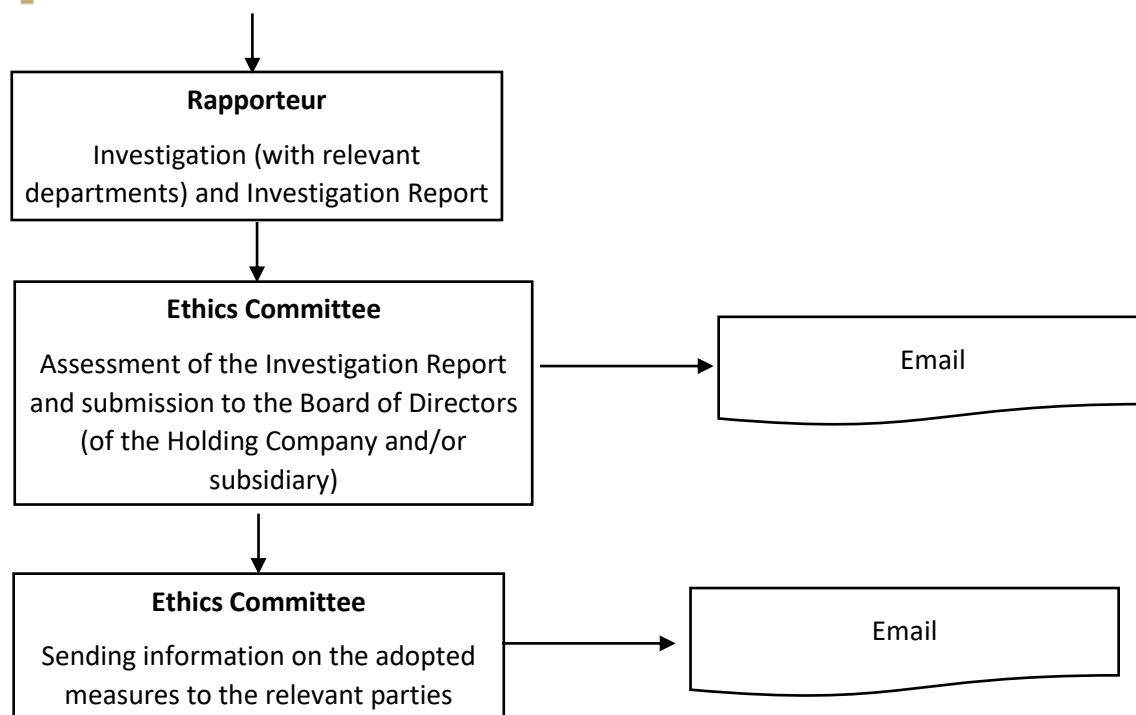 Rapporteur
Investigation (with relevant
departments) and Investigation Report
Ethics Committee
Assessment of the Investigation Report
and submission to the Board of Directors
(of the Holding Company and/or
subsidiary)
Email
Ethics Committee
Sending information on the adopted
measures to the relevant parties
Email